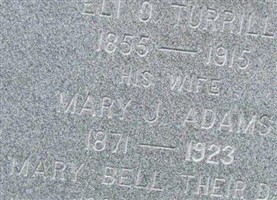 ELI O. TURRILL
1855 — 1915
HIS WIFE
MARY J. ADAMS
1871 — 1923
MARY BELL THEIR